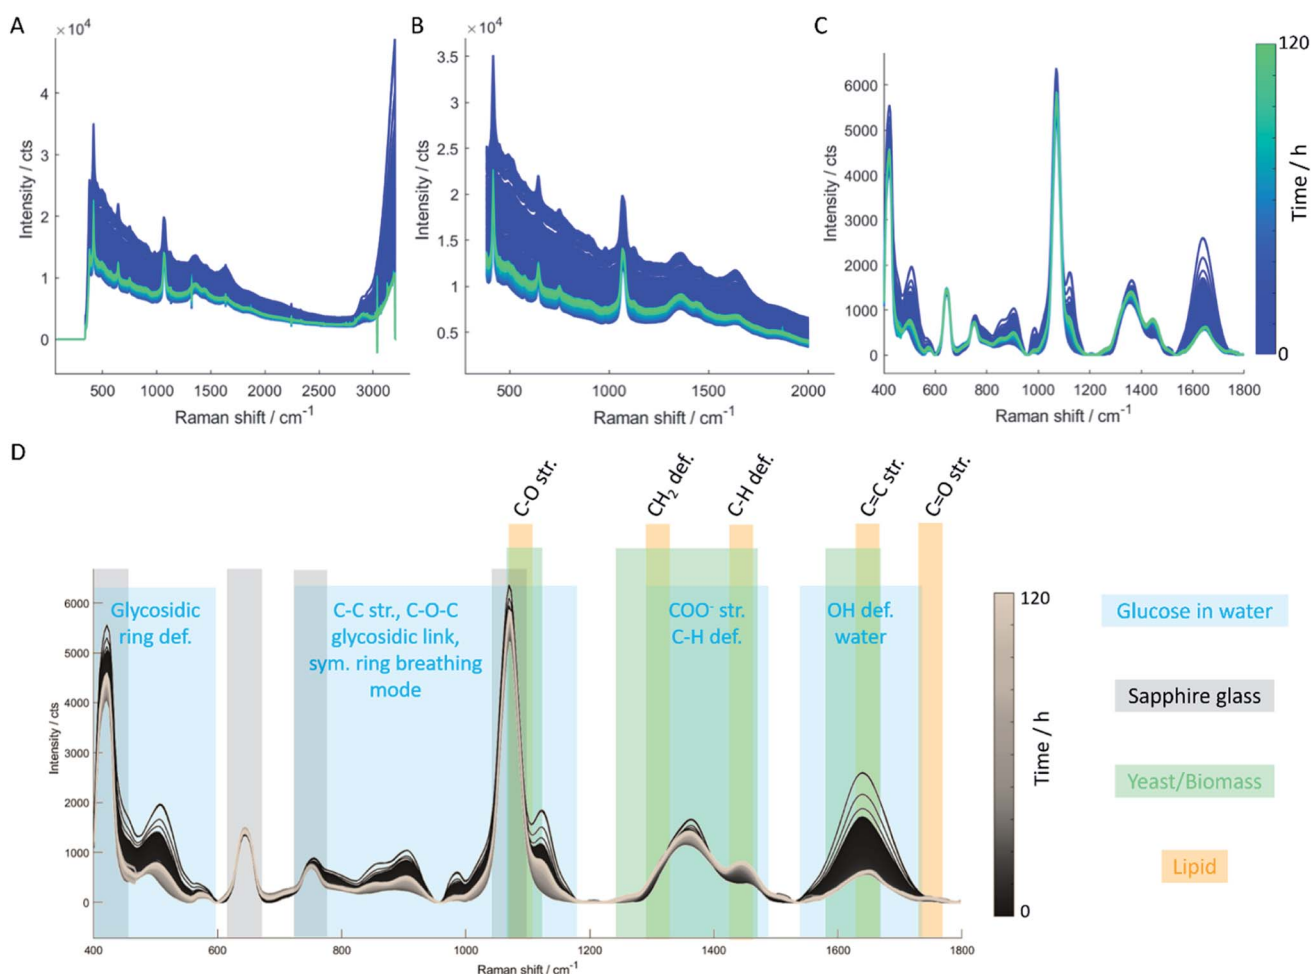 A
×10⁴
4
3
2
1
0
Intensity / cts
500 1000 1500 2000 2500 3000
Raman shift / cm⁻¹
B
×10⁴
3.5
3
2.5
2
1.5
1
0.5
Intensity / cts
500 1000 1500 2000
Raman shift / cm⁻¹
C
6000
5000
4000
3000
2000
1000
0
Intensity / cts
400 600 800 1000 1200 1400 1600 1800
Raman shift / cm⁻¹
120
Time / h
0
D
C-O str.
CH₂ def.
C-H def.
C=C str.
C=O str.
Glycosidic
ring def.
C-C str., C-O-C
glycosidic link,
sym. ring breathing
mode
COO⁻ str.
C-H def.
OH def.
water
6000
5000
4000
3000
2000
1000
0
Intensity / cts
400 600 800 1000 1200 1400 1600 1800
Raman shift / cm⁻¹
120
Time / h
0
Glucose in water
Sapphire glass
Yeast/Biomass
Lipid